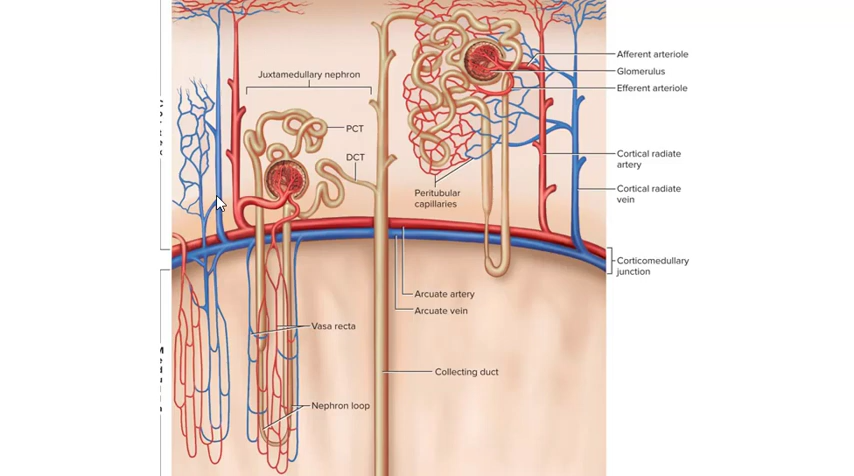 Juxtamedullary nephron
PCT
DCT
Afferent arteriole
Glomerulus
Efferent arteriole
Cortical radiate
artery
Cortical radiate
vein
Peritubular
capillaries
Corticomedullary
junction
Arcuate artery
Arcuate vein
Vasa recta
Collecting duct
Nephron loop